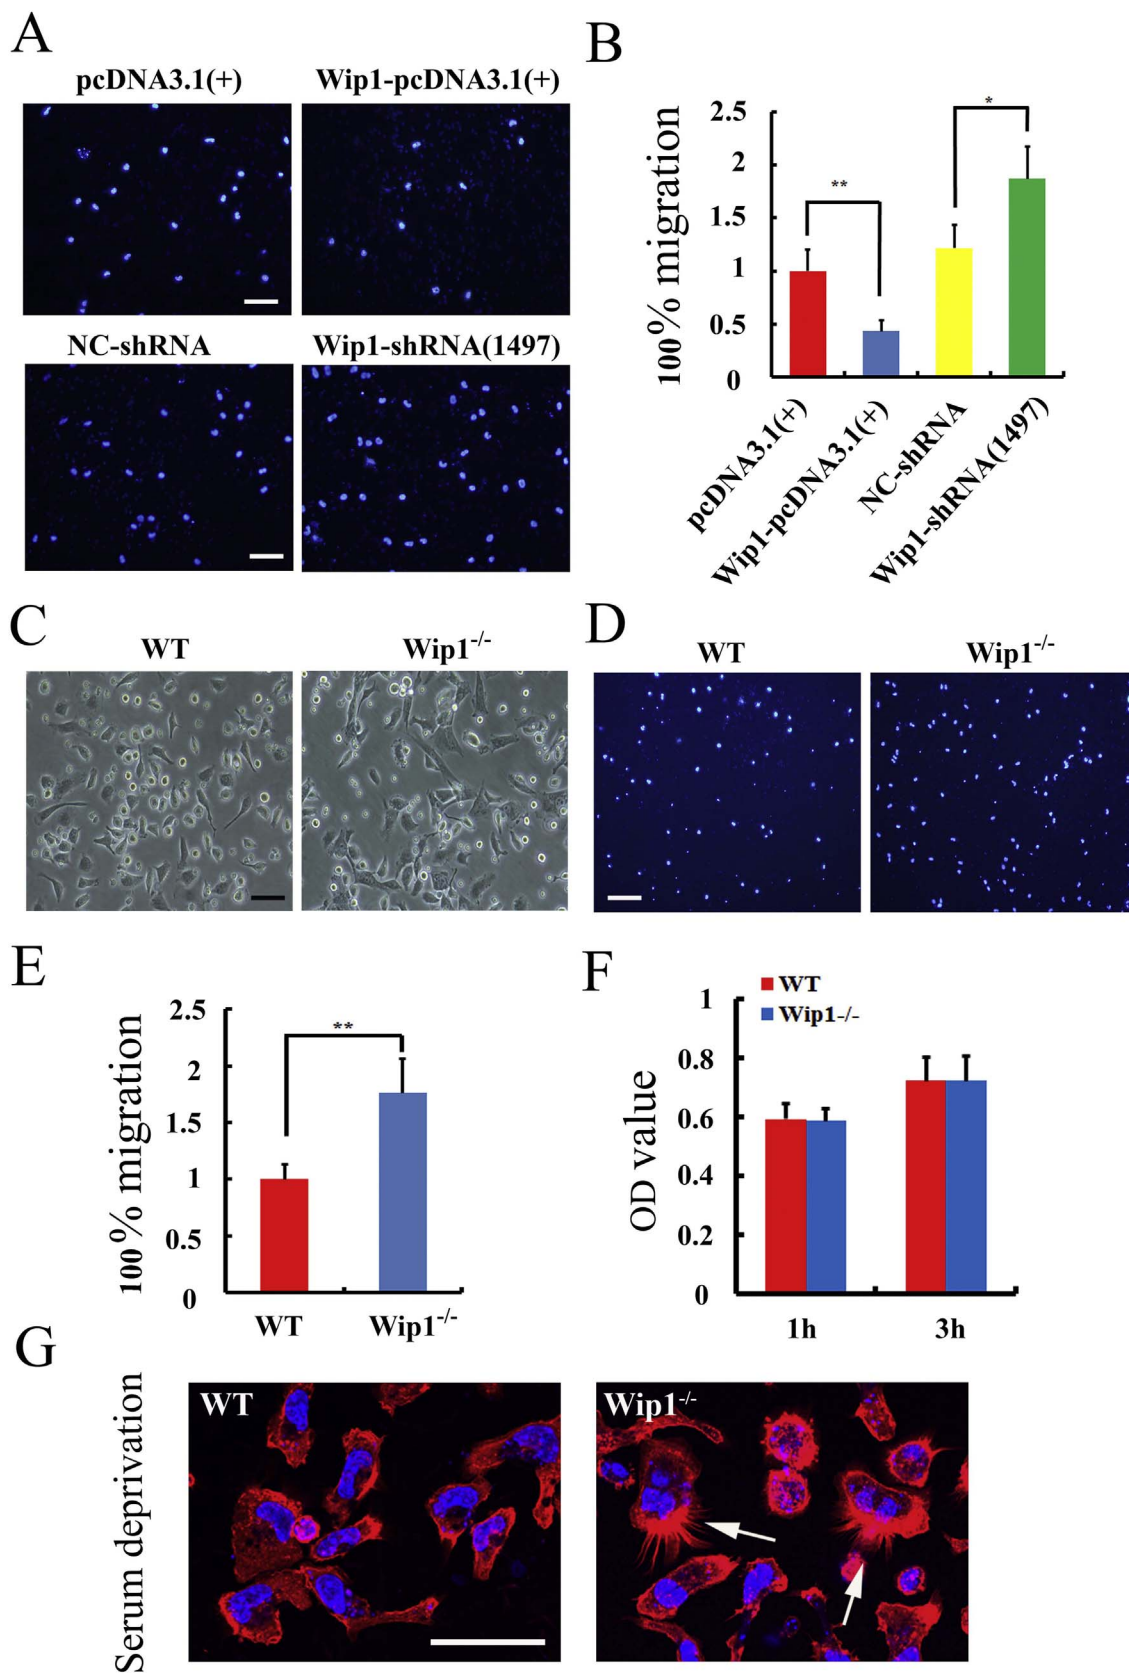 A
pcDNA3.1(+)
Wip1-pcDNA3.1(+)
NC-shRNA
Wip1-shRNA(1497)
B
100% migration
2.5
2
1.5
1
0.5
0
**
*
pcDNA3.1(+)
Wip1-pcDNA3.1(+)
NC-shRNA
Wip1-shRNA(1497)
C
WT
Wip1-/-
D
WT
Wip1-/-
E
100% migration
2.5
2
1.5
1
0.5
0
**
WT
Wip1-/-
F
WT
Wip1-/-
OD value
1
0.8
0.6
0.4
0.2
0
1h
3h
G
Serum deprivation
WT
Wip1-/-